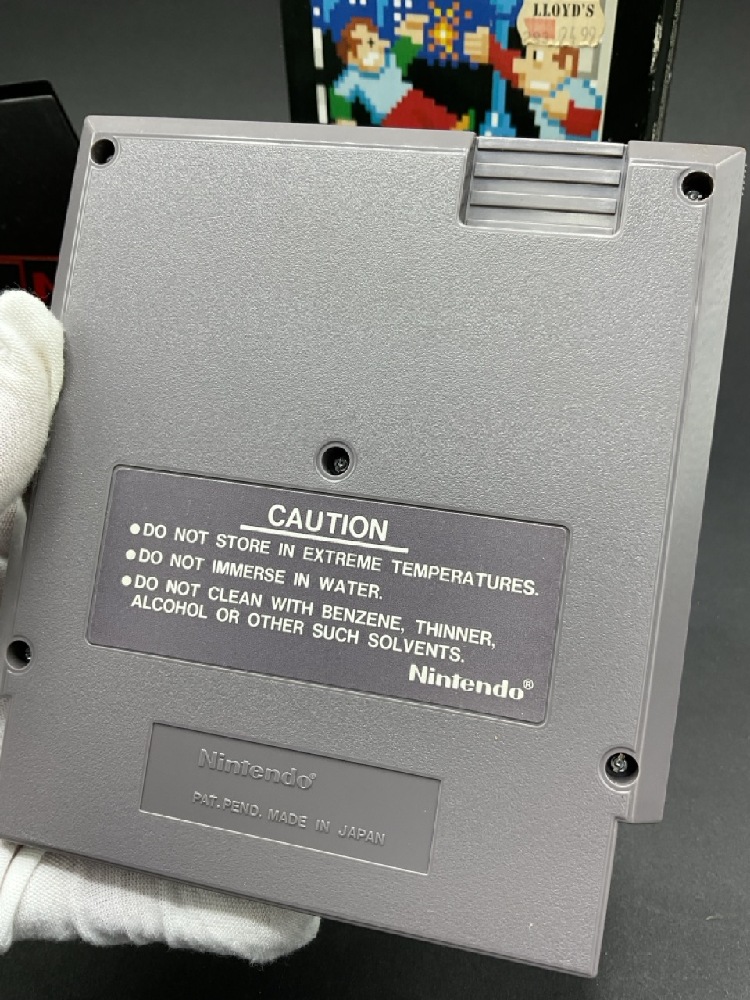 LLOYD'S
CAUTION
●DO NOT STORE IN EXTREME TEMPERATURES.
●DO NOT IMMERSE IN WATER.
●DO NOT CLEAN WITH BENZENE, THINNER,
ALCOHOL OR OTHER SUCH SOLVENTS.
Nintendo®
Nintendo®
PAT. PEND. MADE IN JAPAN